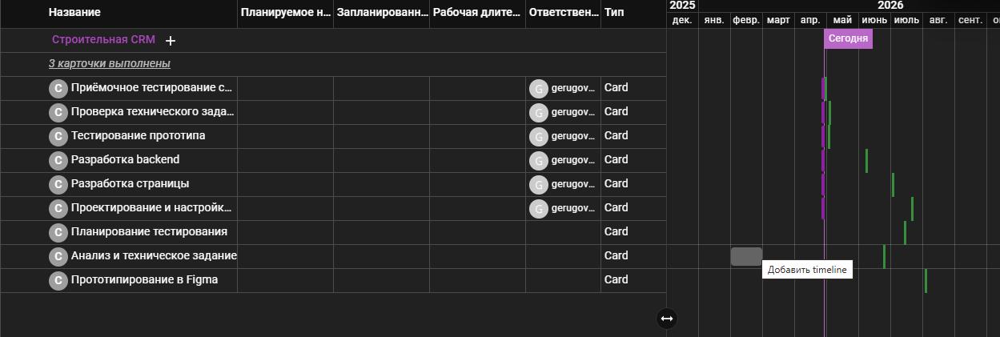 Название Планируемое н... Запланированн... Рабочая длите... Ответствен... Тип 2025 2026
дек. янв. февр. март апр. май июнь июль авг. сент.
Строительная CRM + Сегодня
3 карточки выполнены
С Приёмочное тестирование с... G gerugov... Card
С Проверка технического зада... G gerugov... Card
С Тестирование прототипа G gerugov... Card
С Разработка backend G gerugov... Card
С Разработка страницы G gerugov... Card
С Проектирование и настройк... G gerugov... Card
С Планирование тестирования Card
С Анализ и техническое задание Card
Добавить timeline
С Прототипирование в Figma Card